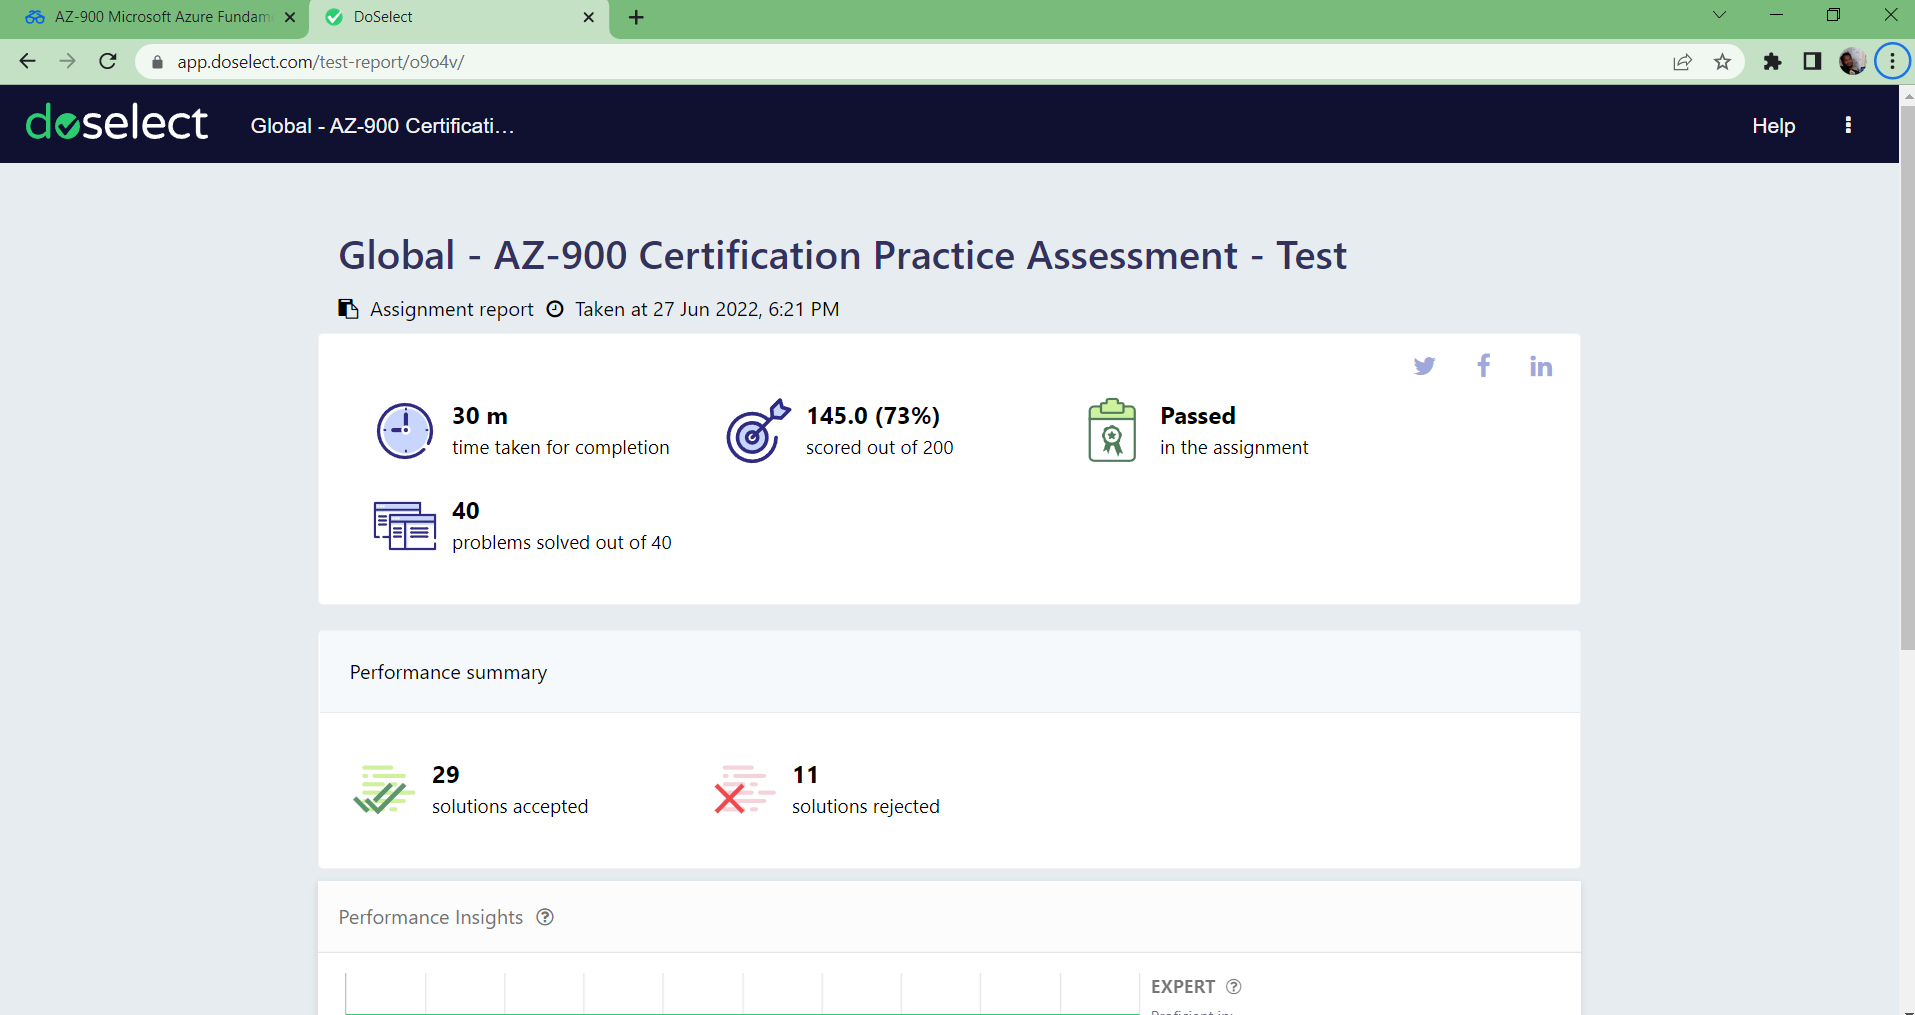 AZ-900 Microsoft Azure Fundam
DoSelect
app.doselect.com/test-report/o9o4v/
doselect
Global - AZ-900 Certificati...
Help
Global - AZ-900 Certification Practice Assessment - Test
Assignment report Taken at 27 Jun 2022, 6:21 PM
30 m
time taken for completion
145.0 (73%)
scored out of 200
Passed
in the assignment
40
problems solved out of 40
Performance summary
29
solutions accepted
11
solutions rejected
Performance Insights
EXPERT